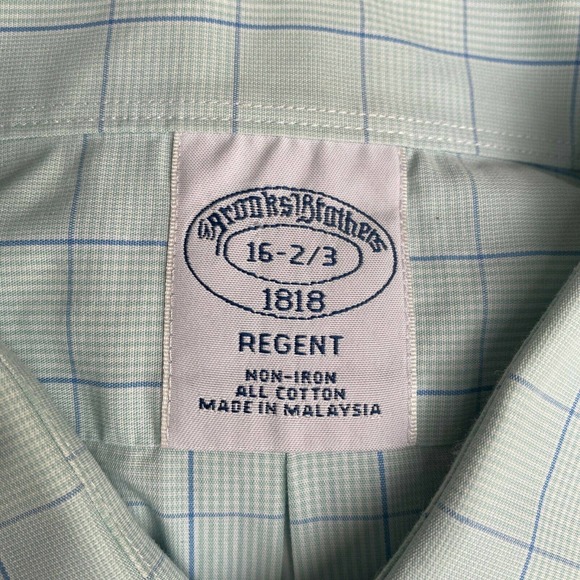 Brooks Brothers
16-2/3
1818
REGENT
NON-IRON
ALL COTTON
MADE IN MALAYSIA